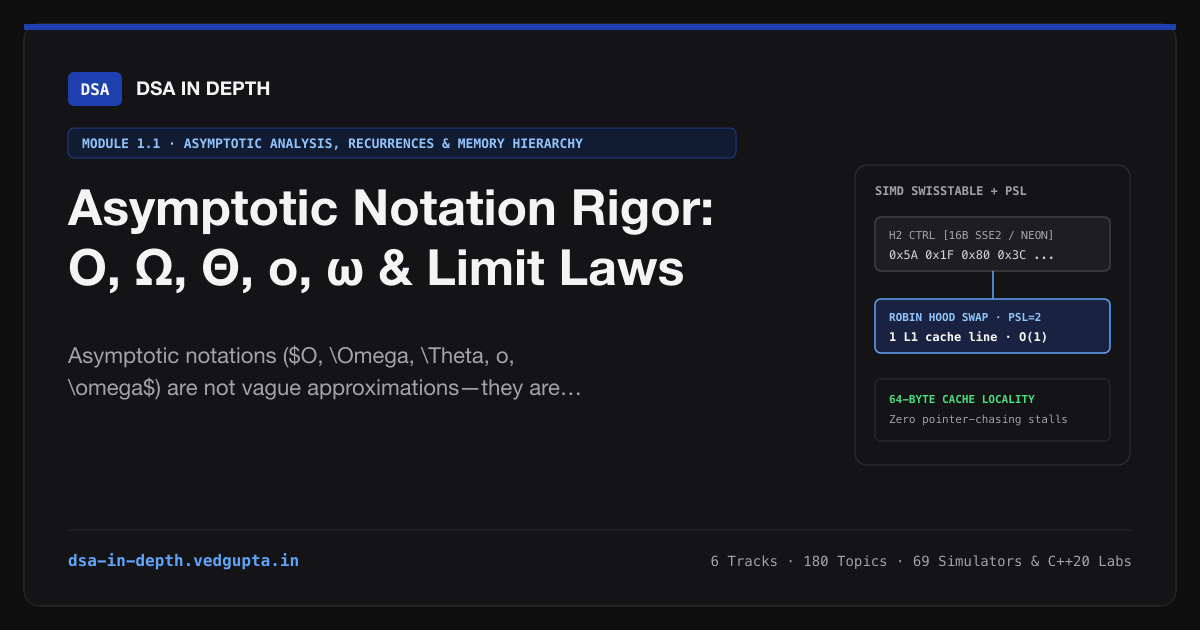 DSA
DSA IN DEPTH
MODULE 1.1 · ASYMPTOTIC ANALYSIS, RECURRENCES & MEMORY HIERARCHY
Asymptotic Notation Rigor:
O, Ω, Θ, o, ω & Limit Laws
Asymptotic notations ($O, \Omega, \Theta, o,
\omega$) are not vague approximations—they are…
SIMD SWISSTABLE + PSL
H2 CTRL [16B SSE2 / NEON]
0x5A 0x1F 0x80 0x3C ...
ROBIN HOOD SWAP · PSL=2
1 L1 cache line · O(1)
64-BYTE CACHE LOCALITY
Zero pointer-chasing stalls
dsa-in-depth.vedgupta.in
6 Tracks · 180 Topics · 69 Simulators & C++20 Labs